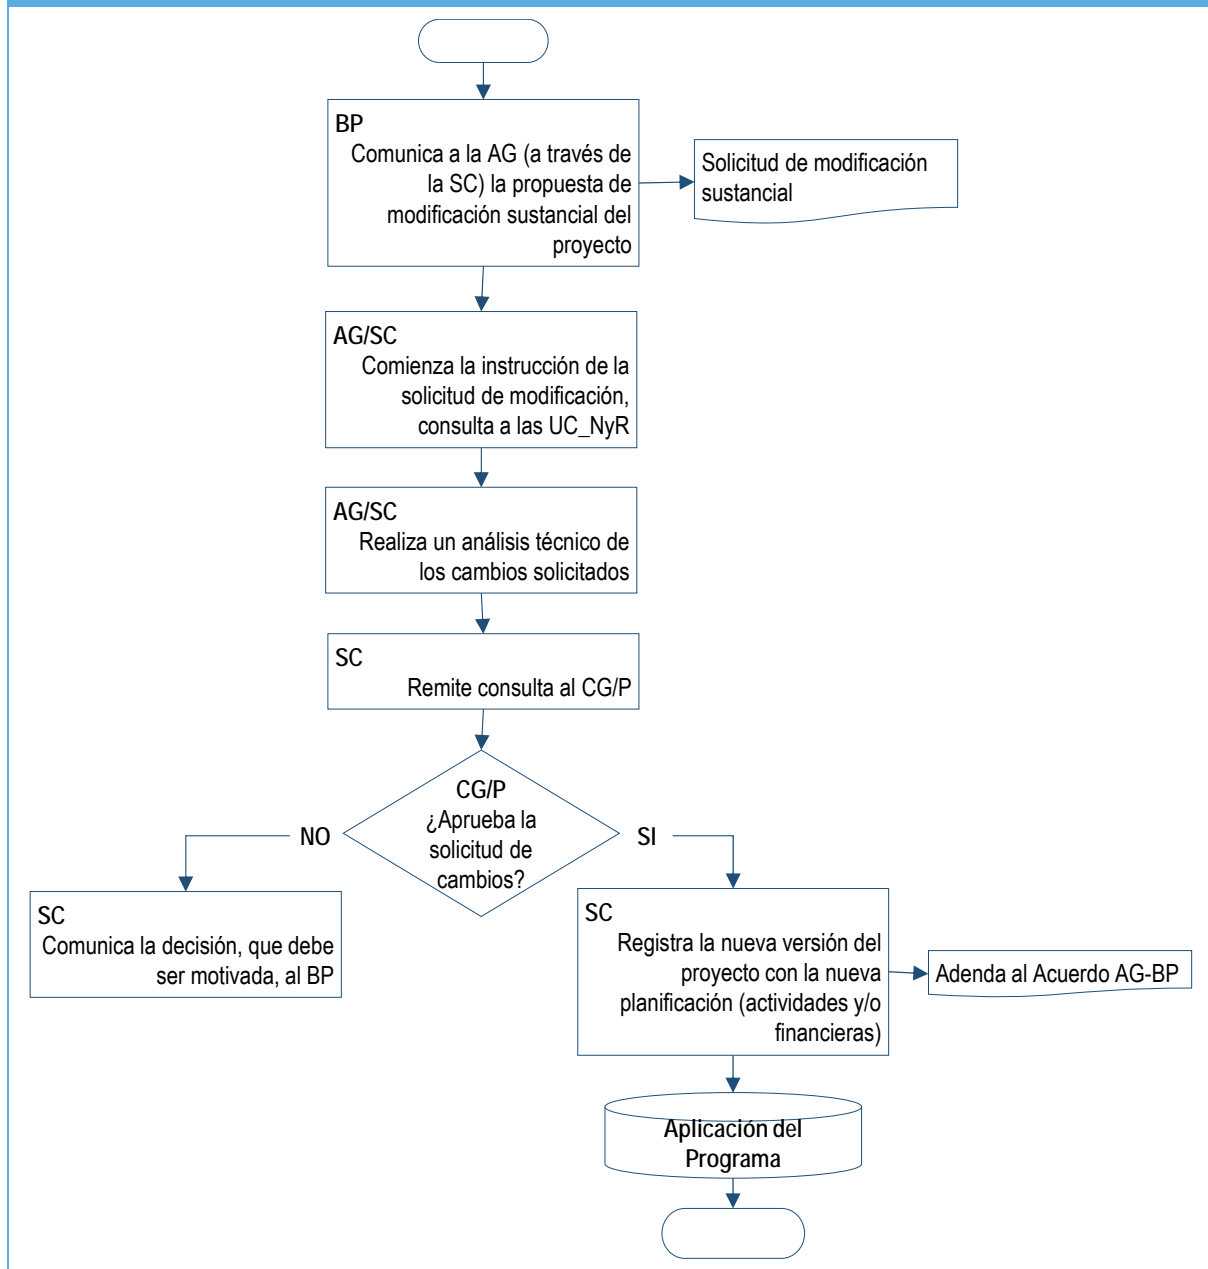 BP
Comunica a la AG (a través de
la SC) la propuesta de
modificación sustancial del
proyecto
Solicitud de modificación
sustancial
AG/SC
Comienza la instrucción de la
solicitud de modificación,
consulta a las UC_NyR
AG/SC
Realiza un análisis técnico de
los cambios solicitados
SC
Remite consulta al CG/P
CG/P
¿Aprueba la
solicitud de
cambios?
NO
SI
SC
Comunica la decisión, que debe
ser motivada, al BP
SC
Registra la nueva versión del
proyecto con la nueva
planificación (actividades y/o
financieras)
Adenda al Acuerdo AG-BP
Aplicación del
Programa